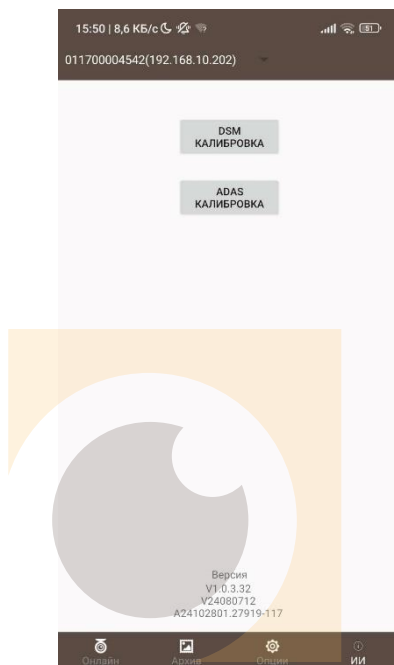 15:50 | 8,6 КБ/с
51
011700004542(192.168.10.202)
DSM
КАЛИБРОВКА
ADAS
КАЛИБРОВКА
Версия
V1.0.3.32
V24080712
A24102801.27919-117
Онлайн Архив Опции ИИ